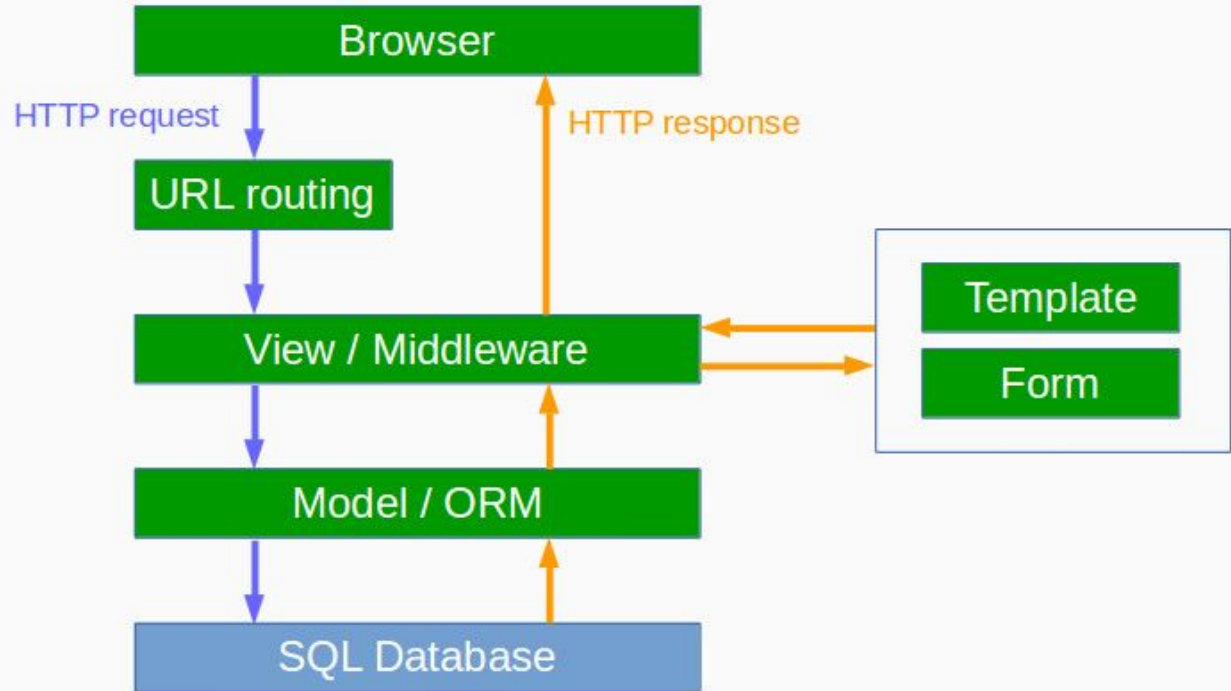 Browser
HTTP request
HTTP response
URL routing
Template
View / Middleware
Form
Model / ORM
SQL Database